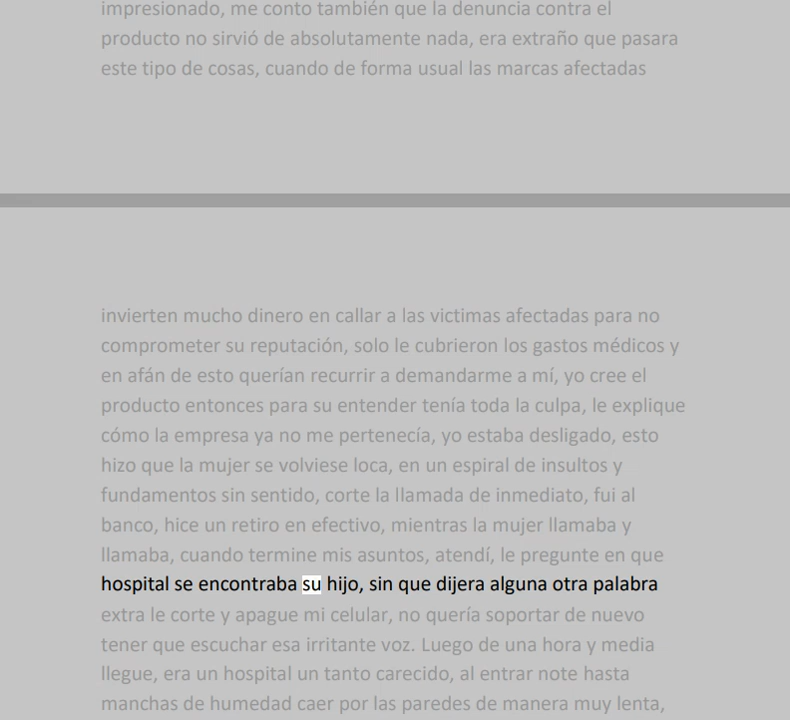 impresionado, me conto también que la denuncia contra el
producto no sirvió de absolutamente nada, era extraño que pasara
este tipo de cosas, cuando de forma usual las marcas afectadas
invierten mucho dinero en callar a las victimas afectadas para no
comprometer su reputación, solo le cubrieron los gastos médicos y
en afán de esto querían recurrir a demandarme a mí, yo cree el
producto entonces para su entender tenía toda la culpa, le explique
cómo la empresa ya no me pertenecía, yo estaba desligado, esto
hizo que la mujer se volviese loca, en un espiral de insultos y
fundamentos sin sentido, corte la llamada de inmediato, fui al
banco, hice un retiro en efectivo, mientras la mujer llamaba y
llamaba, cuando termine mis asuntos, atendí, le pregunte en que
hospital se encontraba su hijo, sin que dijera alguna otra palabra
extra le corte y apague mi celular, no quería soportar de nuevo
tener que escuchar esa irritante voz. Luego de una hora y media
llegue, era un hospital un tanto carecido, al entrar note hasta
manchas de humedad caer por las paredes de manera muy lenta,